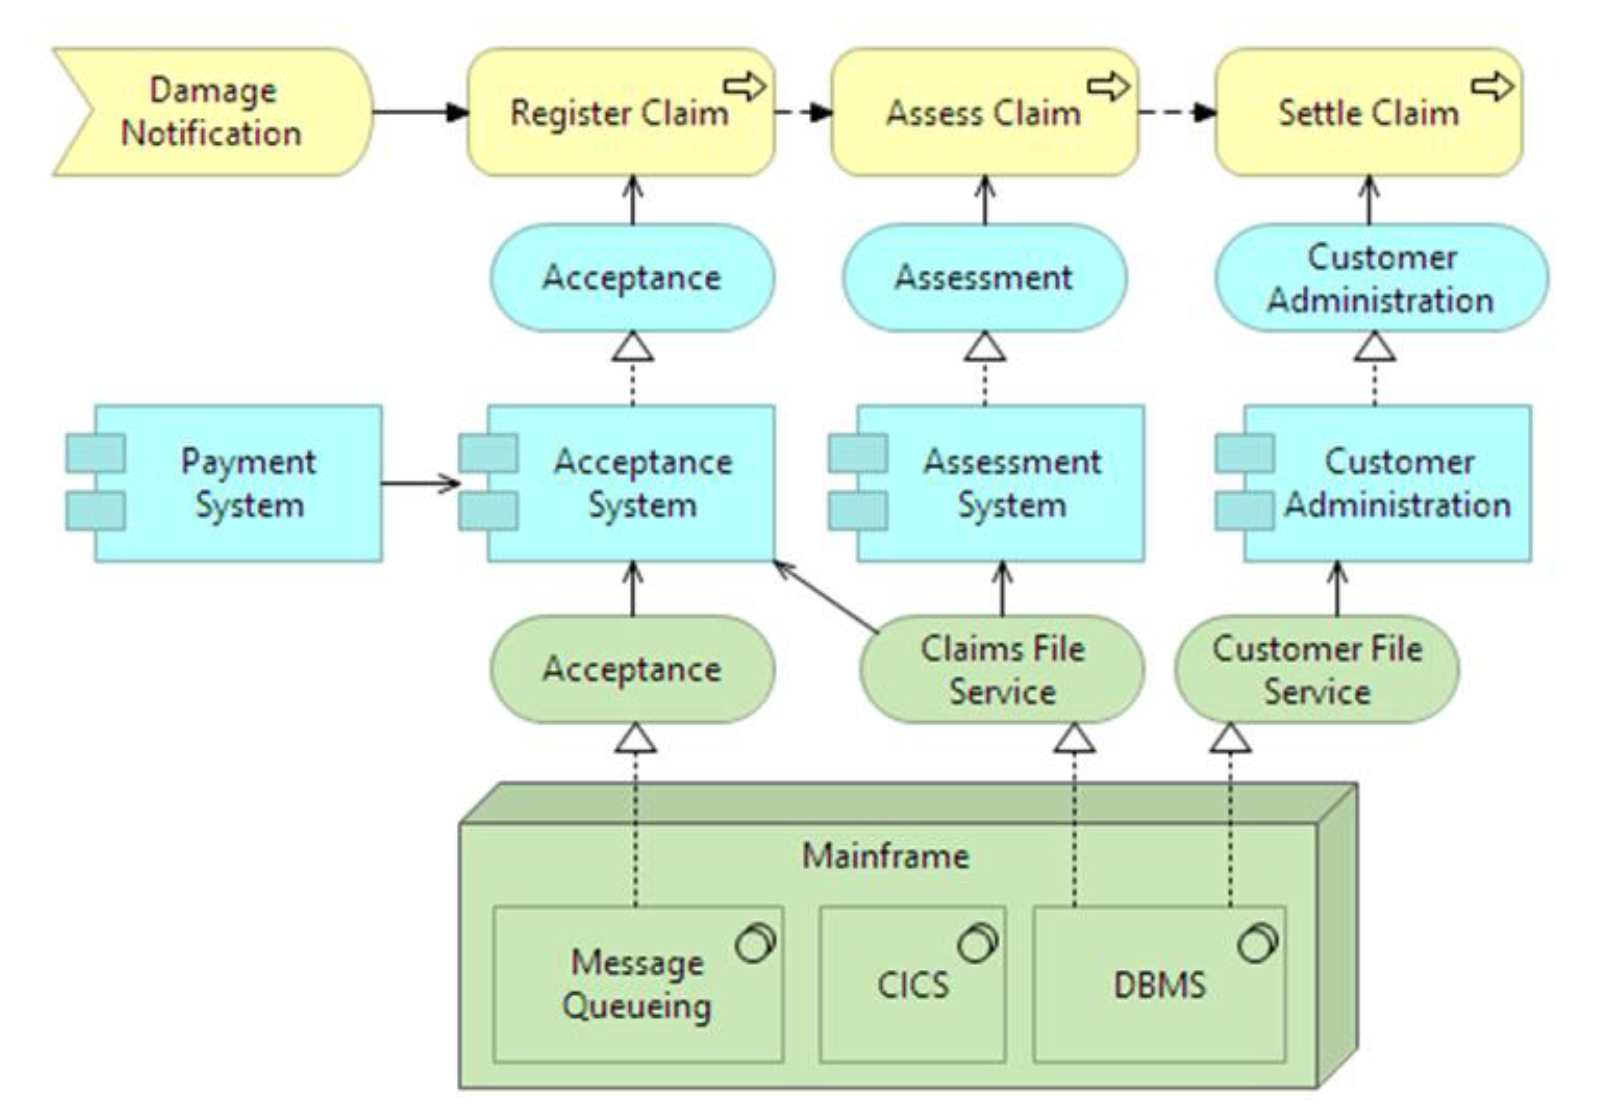 Damage
Notification
Register Claim
Assess Claim
Settle Claim
Acceptance
Assessment
Customer
Administration
Payment
System
Acceptance
System
Assessment
System
Customer
Administration
Acceptance
Claims File
Service
Customer File
Service
Mainframe
Message
Queueing
CICS
DBMS